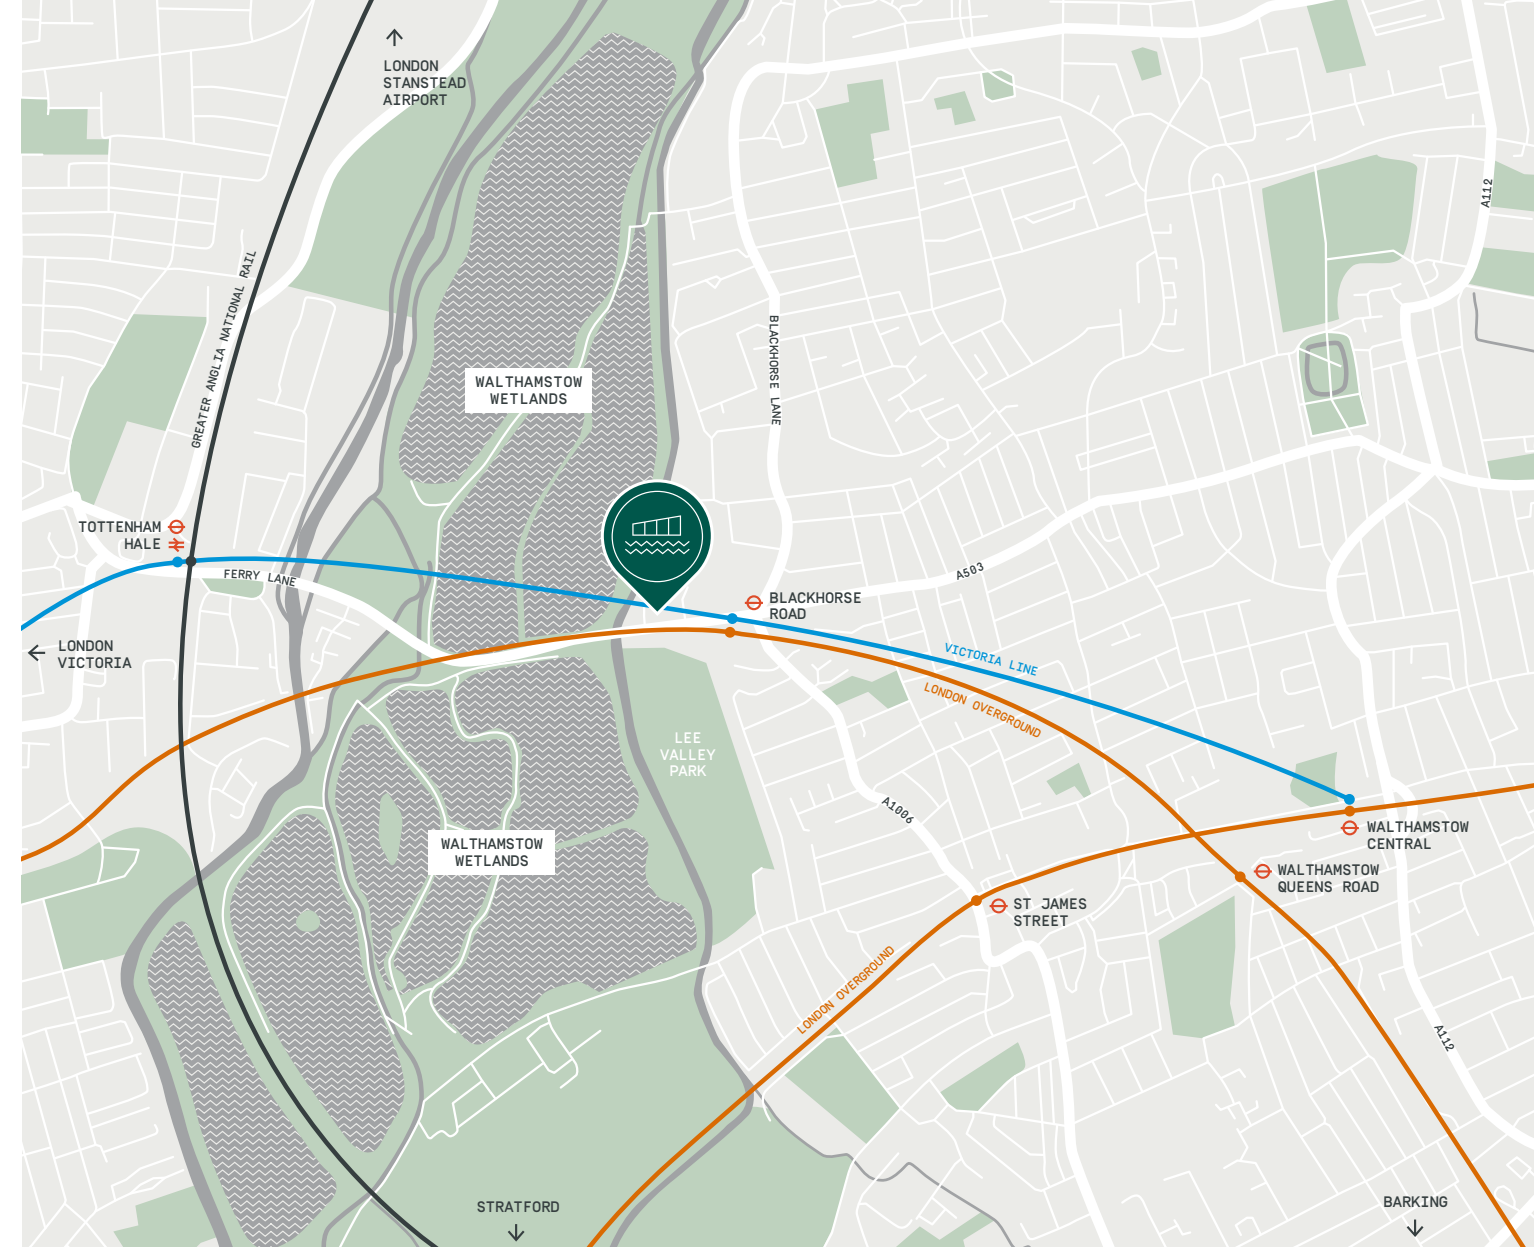 LONDON
STANSTEAD
AIRPORT
A112
GREATER ANGLIA NATIONAL RAIL
BLACKHORSE LANE
WALTHAMSTOW
WETLANDS
TOTTENHAM
HALE
FERRY LANE
A503
BLACKHORSE
ROAD
LONDON
VICTORIA
VICTORIA LINE
LONDON OVERGROUND
LEE
VALLEY
PARK
A1006
WALTHAMSTOW
CENTRAL
WALTHAMSTOW
WETLANDS
WALTHAMSTOW
QUEENS ROAD
ST JAMES
STREET
LONDON OVERGROUND
A112
STRATFORD
BARKING